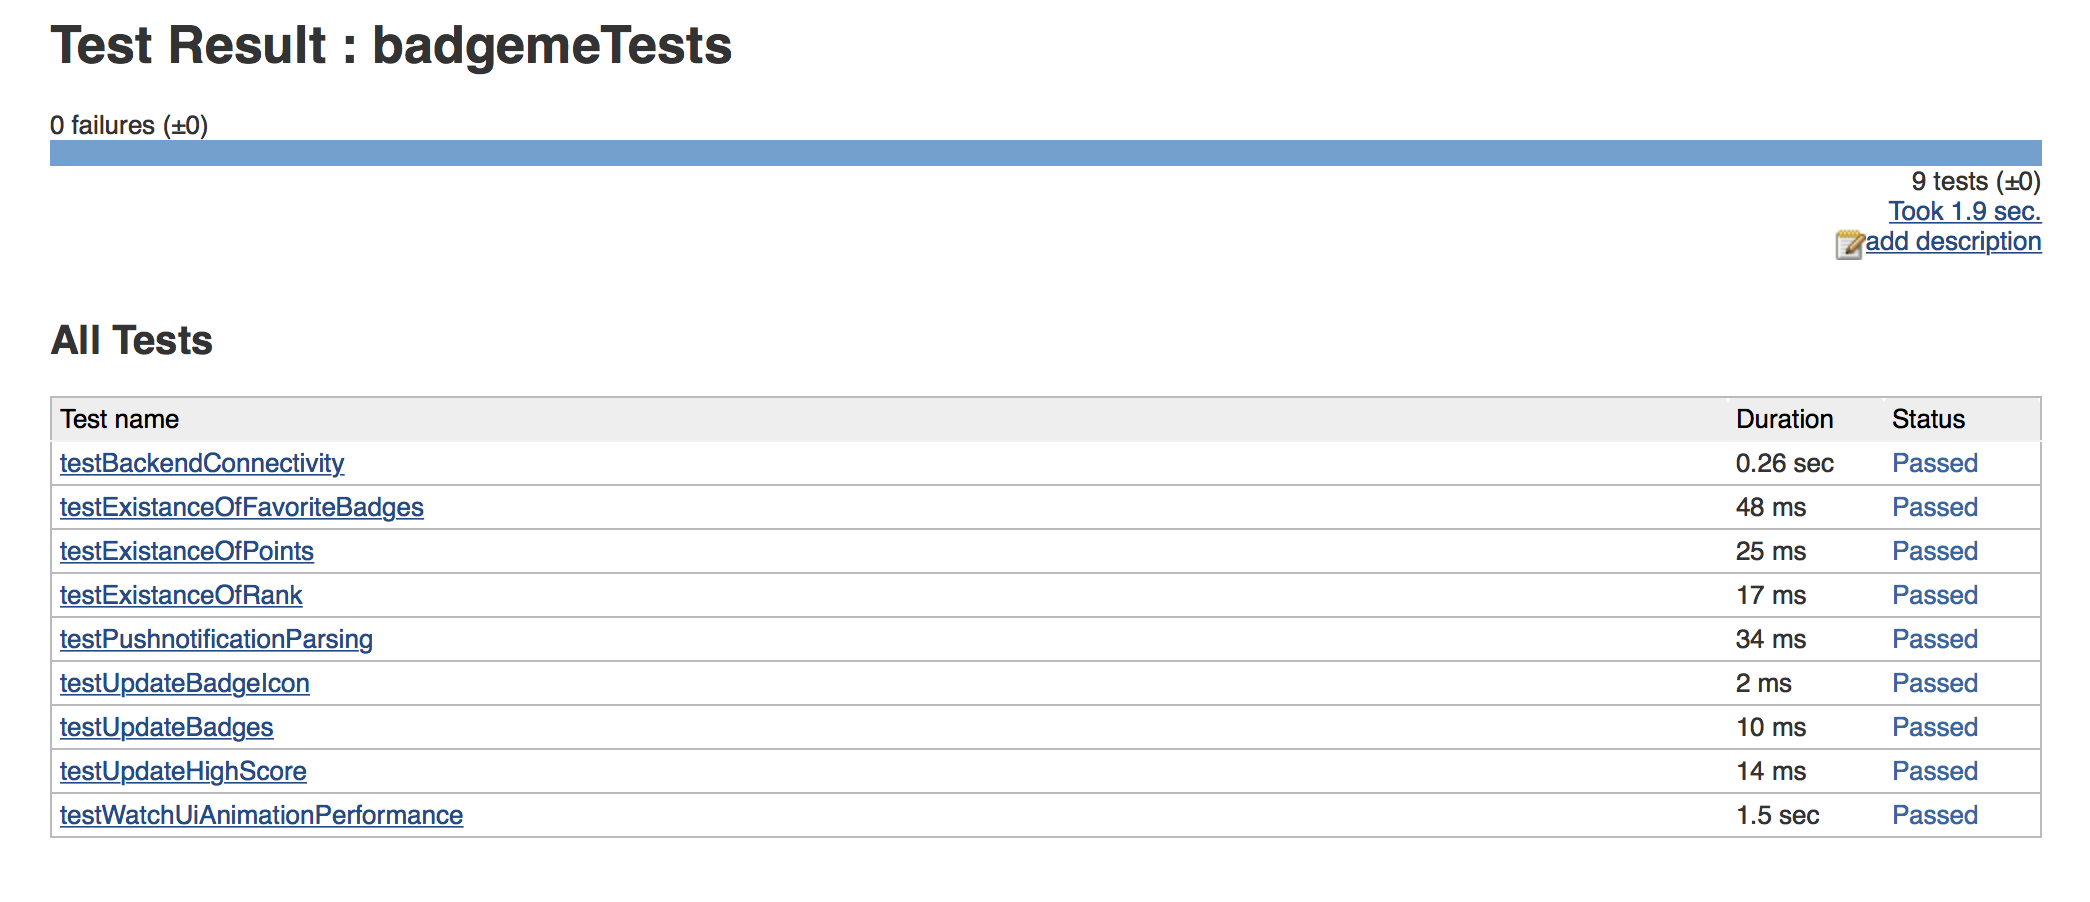 Test Result : badgemeTests
0 failures (±0)
9 tests (±0)
Took 1.9 sec.
add description
All Tests
Test name Duration Status
testBackendConnectivity 0.26 sec Passed
testExistanceOfFavoriteBadges 48 ms Passed
testExistanceOfPoints 25 ms Passed
testExistanceOfRank 17 ms Passed
testPushnotificationParsing 34 ms Passed
testUpdateBadgeIcon 2 ms Passed
testUpdateBadges 10 ms Passed
testUpdateHighScore 14 ms Passed
testWatchUiAnimationPerformance 1.5 sec Passed